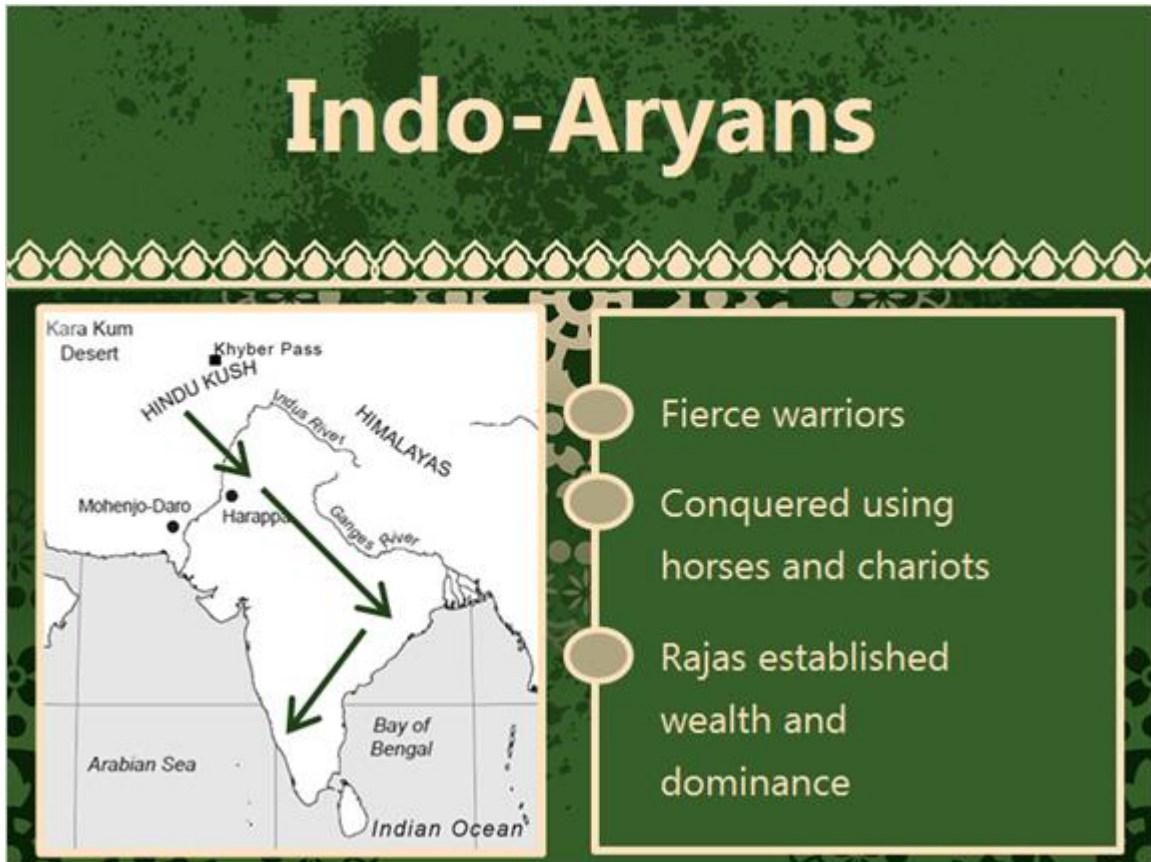 Indo-Aryans
Kara Kum
Desert
Khyber Pass
HINDU KUSH
Indus River
HIMALAYAS
Mohenjo-Daro
Harappa
Ganges River
Arabian Sea
Bay of
Bengal
Indian Ocean
Fierce warriors
Conquered using
horses and chariots
Rajas established
wealth and
dominance